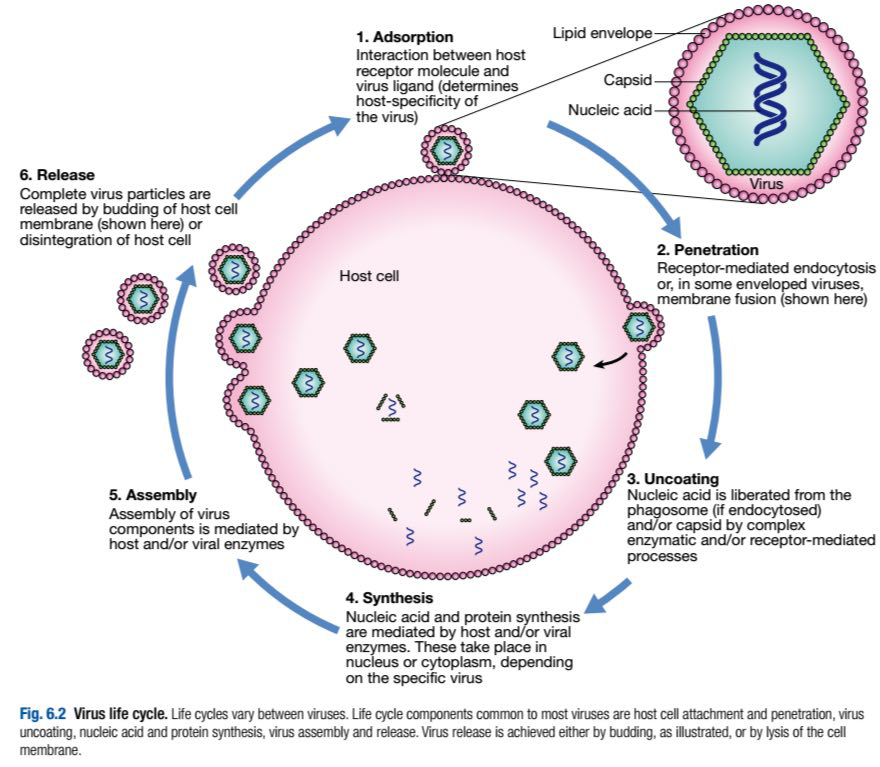 1. Adsorption
Interaction between host
receptor molecule and
virus ligand (determines
host-specificity of
the virus)
Lipid envelope
Capsid
Nucleic acid
Virus
2. Penetration
Receptor-mediated endocytosis
or, in some enveloped viruses,
membrane fusion (shown here)
3. Uncoating
Nucleic acid is liberated from the
phagosome (if endocytosed)
and/or capsid by complex
enzymatic and/or receptor-mediated
processes
4. Synthesis
Nucleic acid and protein synthesis
are mediated by host and/or viral
enzymes. These take place in
nucleus or cytoplasm, depending
on the specific virus
5. Assembly
Assembly of virus
components is mediated by
host and/or viral enzymes
6. Release
Complete virus particles are
released by budding of host cell
membrane (shown here) or
disintegration of host cell
Host cell
Fig. 6.2 Virus life cycle. Life cycles vary between viruses. Life cycle components common to most viruses are host cell attachment and penetration, virus
uncoating, nucleic acid and protein synthesis, virus assembly and release. Virus release is achieved either by budding, as illustrated, or by lysis of the cell
membrane.